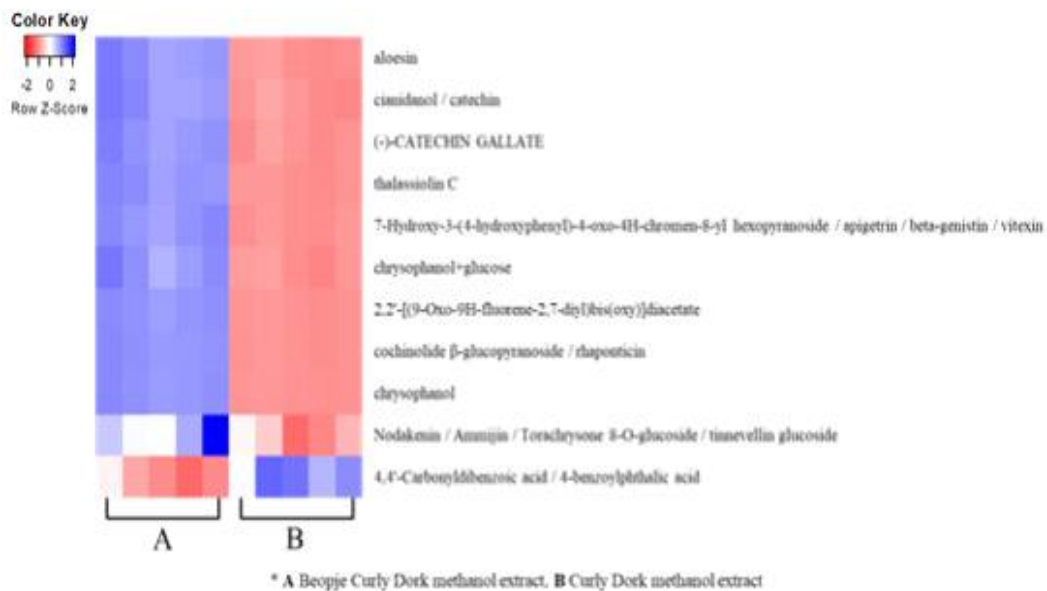 Color Key
-2 0 2
Row Z-Score
aloesin
cianidanol / catechin
(-)-CATECHIN GALLATE
thalassiolin C
7-Hydroxy-3-(4-hydroxyphenyl)-4-oxo-4H-chromen-8-yl hexopyranoside / apigetrin / beta-genistin / vitexin
chrysophanol+glucose
2,2'-[(9-Oxo-9H-fluorene-2,7-diyl)bis(oxy)]diacetate
cochinolide β-glucopyranoside / rhaponticin
chrysophanol
Nodakenin / Ammijin / Torachrysone 8-O-glucoside / tinnevellin glucoside
4,4'-Carbonyldibenzoic acid / 4-benzoylphthalic acid
A B
* A Beopje Curly Dork methanol extract, B Curly Dork methanol extract